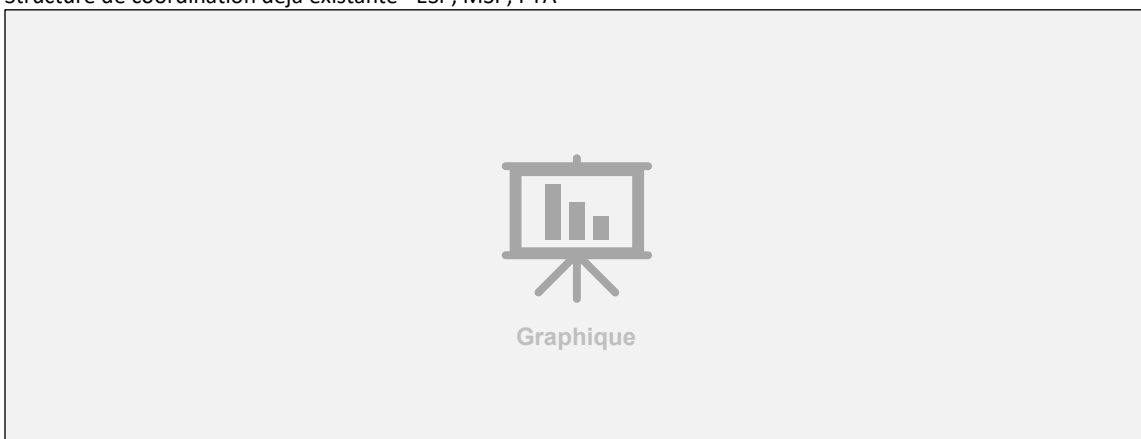 Structure de coordination déjà existante - ESP, MSP, PTA
Graphique